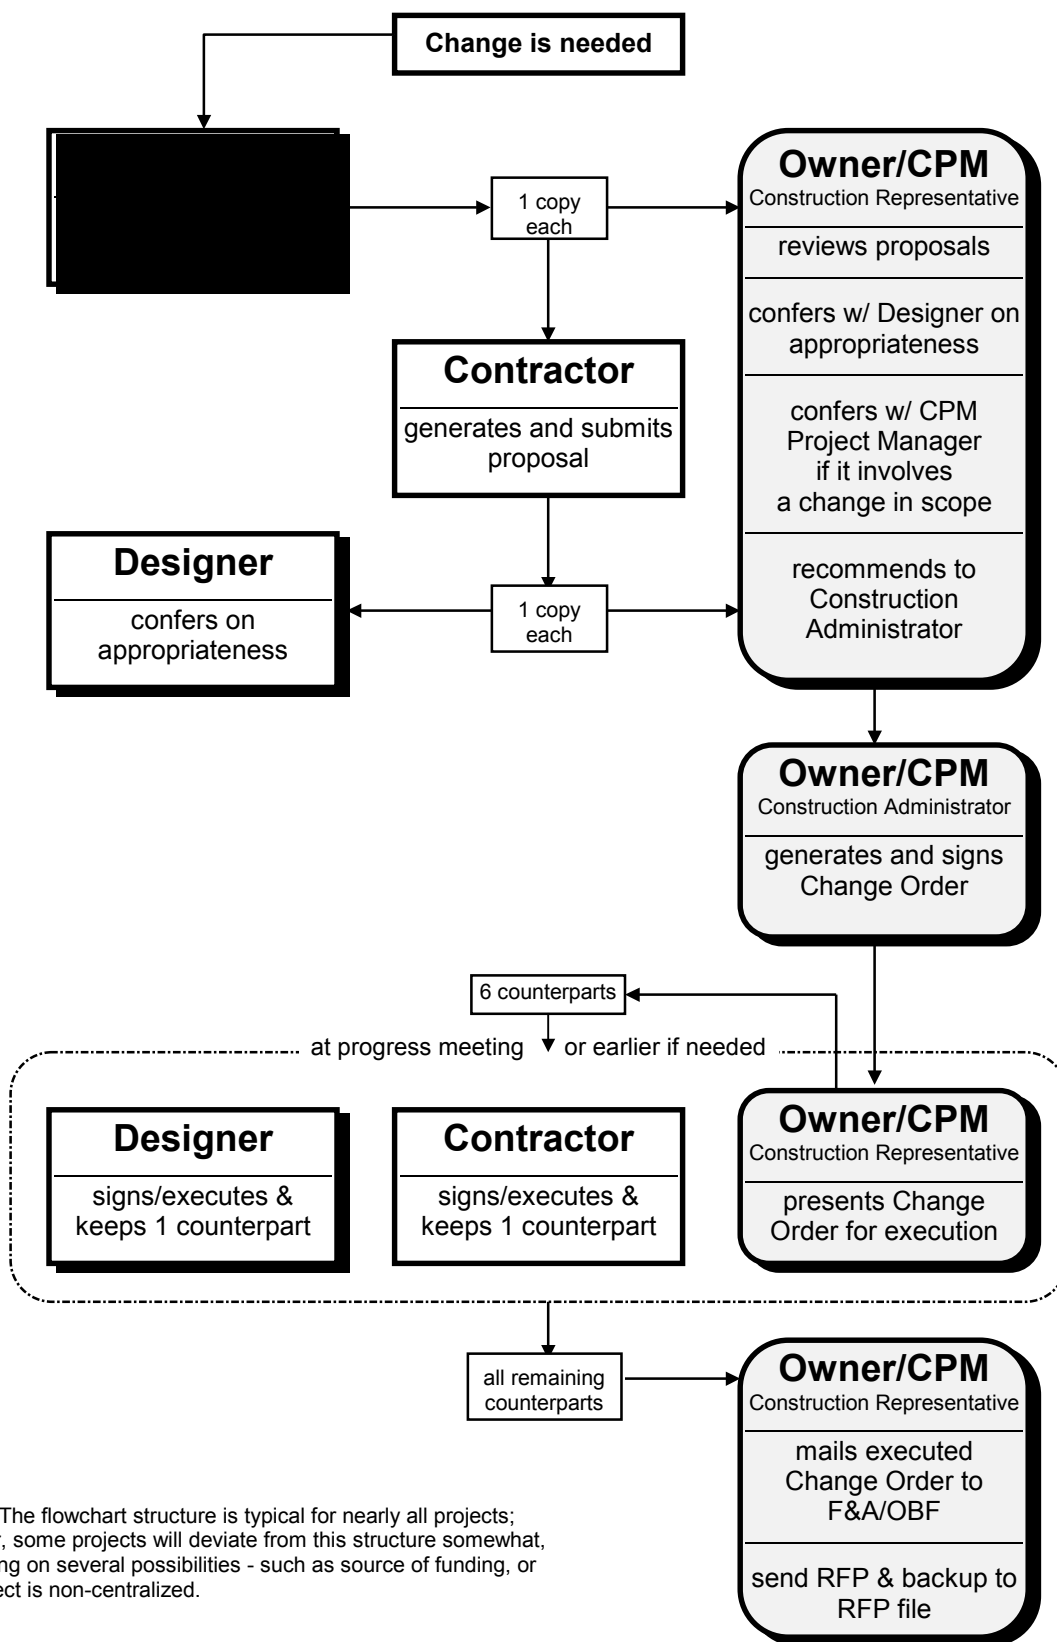 Change is needed
1 copy
each
Owner/CPM
Construction Representative
reviews proposals
confers w/ Designer on
appropriateness
confers w/ CPM
Project Manager
if it involves
a change in scope
recommends to
Construction
Administrator
Contractor
generates and submits
proposal
Designer
confers on
appropriateness
1 copy
each
Owner/CPM
Construction Administrator
generates and signs
Change Order
6 counterparts
at progress meeting or earlier if needed
Designer
signs/executes &
keeps 1 counterpart
Contractor
signs/executes &
keeps 1 counterpart
Owner/CPM
Construction Representative
presents Change
Order for execution
all remaining
counterparts
Owner/CPM
Construction Representative
mails executed
Change Order to
F&A/OBF
send RFP & backup to
RFP file
The flowchart structure is typical for nearly all projects;
some projects will deviate from this structure somewhat,
on several possibilities - such as source of funding, or
is non-centralized.